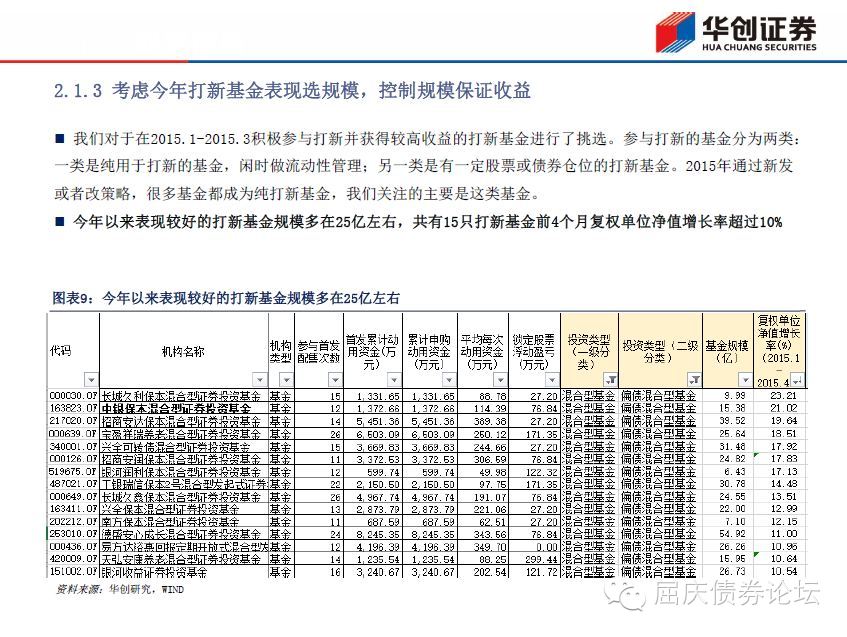 华创证券
HUA CHUANG SECURITIES
2.1.3 考虑今年打新基金表现选规模，控制规模保证收益
■ 我们对于在2015.1-2015.3积极参与打新并获得较高收益的打新基金进行了挑选。参与打新的基金分为两类：
一类是纯用于打新的基金，闲时做流动性管理；另一类是有一定股票或债券仓位的打新基金。2015年通过新发
或者改策略，很多基金都成为纯打新基金，我们关注的主要是这类基金。
■ 今年以来表现较好的打新基金规模多在25亿左右，共有15只打新基金前4个月复权单位净值增长率超过10%
图表9：今年以来表现较好的打新基金规模多在25亿左右
代码 机构名称 机构类型 参与首发配售次数 首发累计动用资金(万元) 累计申购动用资金(万元) 平均每次动用资金(万元) 锁定股票浮动盈亏(万元) 投资类型（一级分类） 投资类型（二级分类） 基金规模（亿） 复权单位净值增长率(%)（2015.1－2015.4
000030.OF 长城久利保本混合型证券投资基金 基金 15 1,331.65 1,331.65 88.78 27.20 混合型基金 偏债混合型基金 9.99 23.21
163823.OF 中银保本混合型证券投资基金 基金 12 1,372.66 1,372.66 114.39 76.84 混合型基金 偏债混合型基金 15.38 21.02
217020.OF 招商安达保本混合型证券投资基金 基金 14 5,451.36 5,451.36 389.38 27.20 混合型基金 偏债混合型基金 39.52 19.64
000639.OF 宝盈祥瑞养老混合型证券投资基金 基金 26 6,503.09 6,503.09 250.12 171.35 混合型基金 偏债混合型基金 25.64 18.51
340001.OF 兴全可转债混合型证券投资基金 基金 15 3,669.83 3,669.83 244.66 27.20 混合型基金 偏债混合型基金 31.48 17.92
000126.OF 招商安润保本混合型证券投资基金 基金 11 3,372.53 3,372.53 306.59 76.84 混合型基金 偏债混合型基金 24.82 17.83
519675.OF 银河润利保本混合型证券投资基金 基金 12 599.74 599.74 49.98 122.32 混合型基金 偏债混合型基金 6.43 17.13
487021.OF 工银瑞信保本2号混合型发起式证券 基金 22 2,150.50 2,150.50 97.75 171.35 混合型基金 偏债混合型基金 30.78 14.48
000649.OF 长城久鑫保本混合型证券投资基金 基金 26 4,967.74 4,967.74 191.07 76.84 混合型基金 偏债混合型基金 24.55 13.51
163411.OF 兴全保本混合型证券投资基金 基金 13 2,873.79 2,873.79 221.06 27.20 混合型基金 偏债混合型基金 22.00 12.99
202212.OF 南方保本混合型证券投资基金 基金 11 687.59 687.59 62.51 27.20 混合型基金 偏债混合型基金 7.10 12.15
253010.OF 德盛安心成长混合型证券投资基金 基金 24 8,245.35 8,245.35 343.56 76.84 混合型基金 偏债混合型基金 54.92 11.00
000436.OF 易方达裕惠回报定期开放式混合型发 基金 12 4,196.39 4,196.39 349.70 0.00 混合型基金 偏债混合型基金 26.26 10.96
420009.OF 天弘安康养老混合型证券投资基金 基金 14 1,235.54 1,235.54 88.25 299.44 混合型基金 偏债混合型基金 15.95 10.64
151002.OF 银河收益证券投资基金 基金 16 3,240.67 3,240.67 202.54 121.72 混合型基金 偏债混合型基金 26.73 10.54
资料来源：华创研究，WIND
屈庆债券论坛